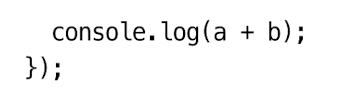 console.log(a + b);
});